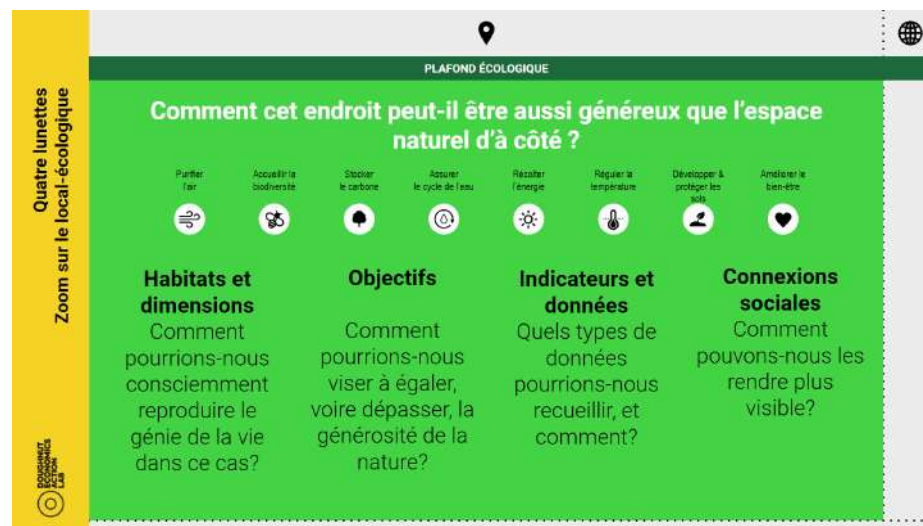 Quatre lunettes
Zoom sur le local-écologique
DOUGHNUT
ECONOMICS
ACTION
LAB
PLAFOND ÉCOLOGIQUE
Comment cet endroit peut-il être aussi généreux que l'espace
naturel d'à côté ?
Purifier
l'air
Accueillir la
biodiversité
Stocker
le carbone
Assurer
le cycle de l'eau
Récolter
l'énergie
Réguler la
température
Développer &
protéger les
sols
Améliorer le
bien-être
Habitats et
dimensions
Comment
pourrions-nous
consciemment
reproduire le
génie de la vie
dans ce cas?
Objectifs
Comment
pourrions-nous
viser à égaler,
voire dépasser, la
générosité de la
nature?
Indicateurs et
données
Quels types de
données
pourrions-nous
recueillir, et
comment?
Connexions
sociales
Comment
pouvons-nous les
rendre plus
visible?